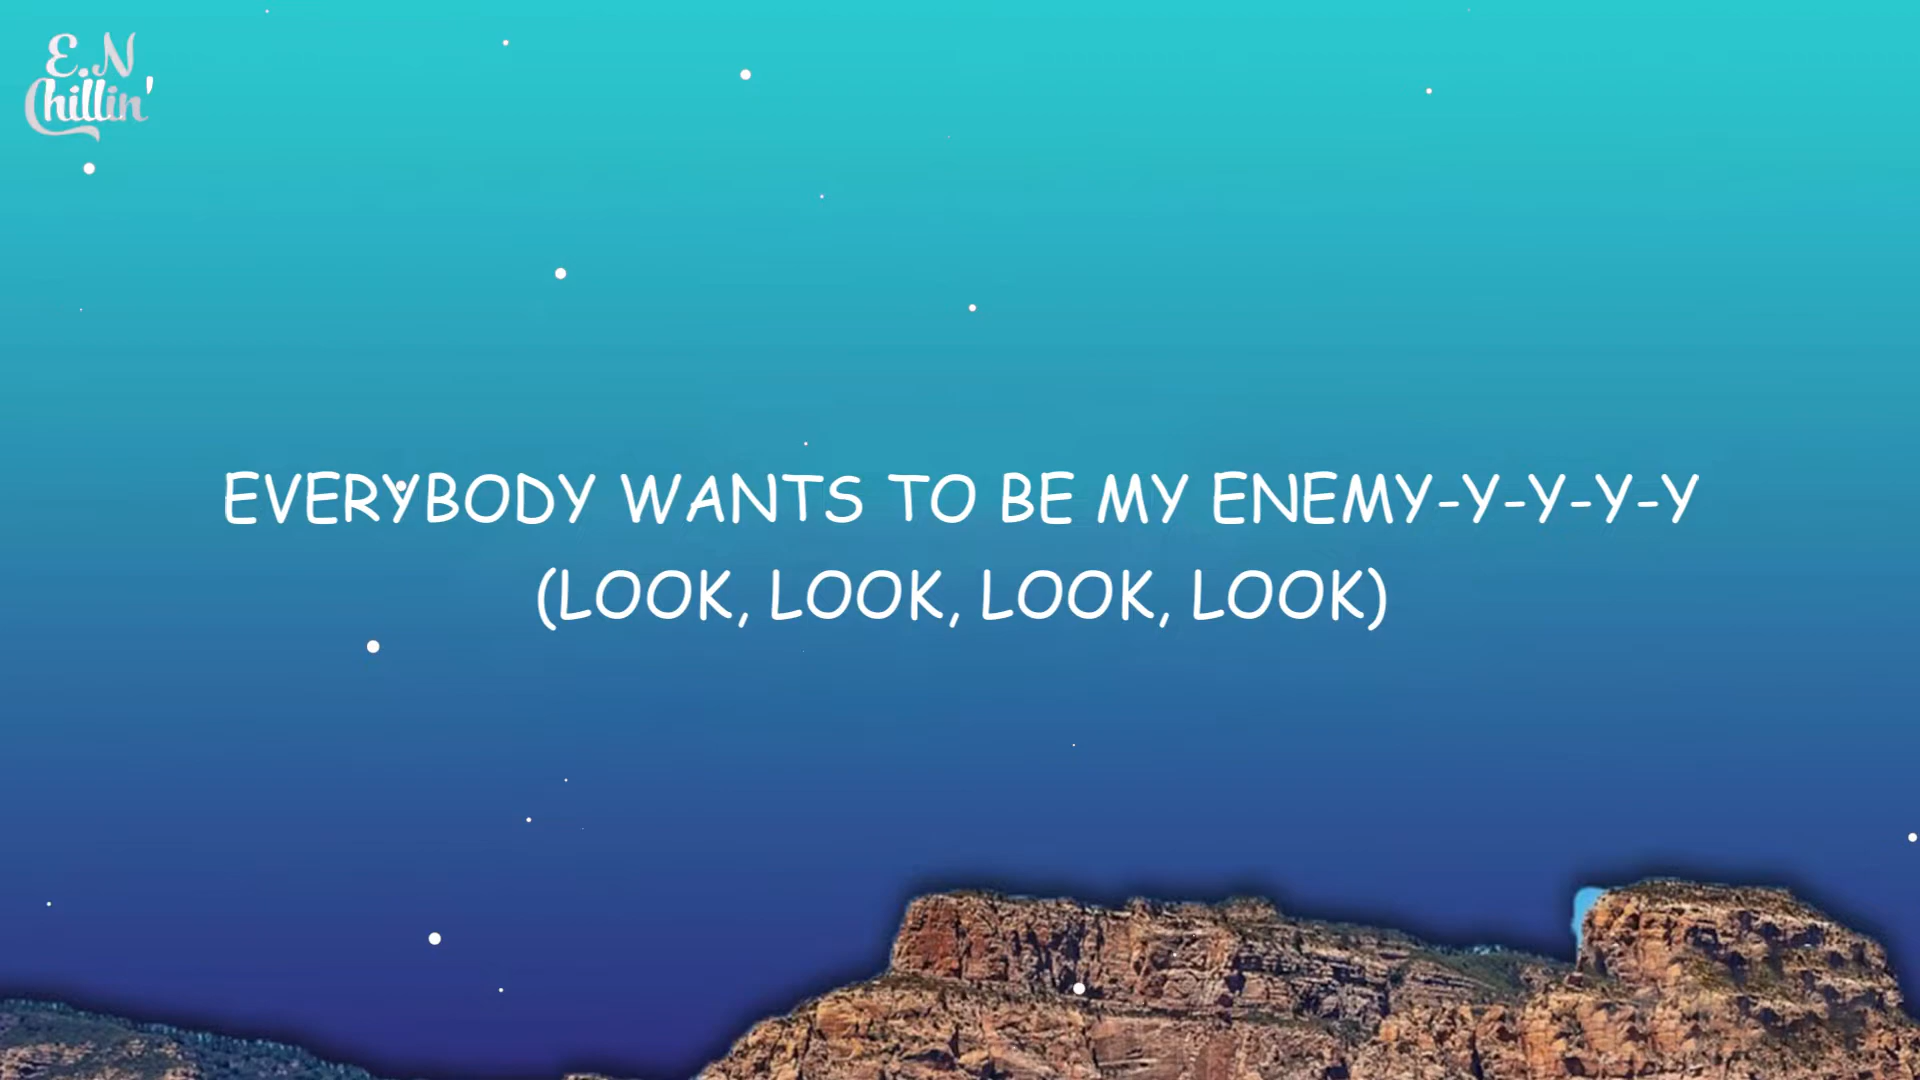 E.N
Chillin'
EVERYBODY WANTS TO BE MY ENEMY-Y-Y-Y-Y
(LOOK, LOOK, LOOK, LOOK)